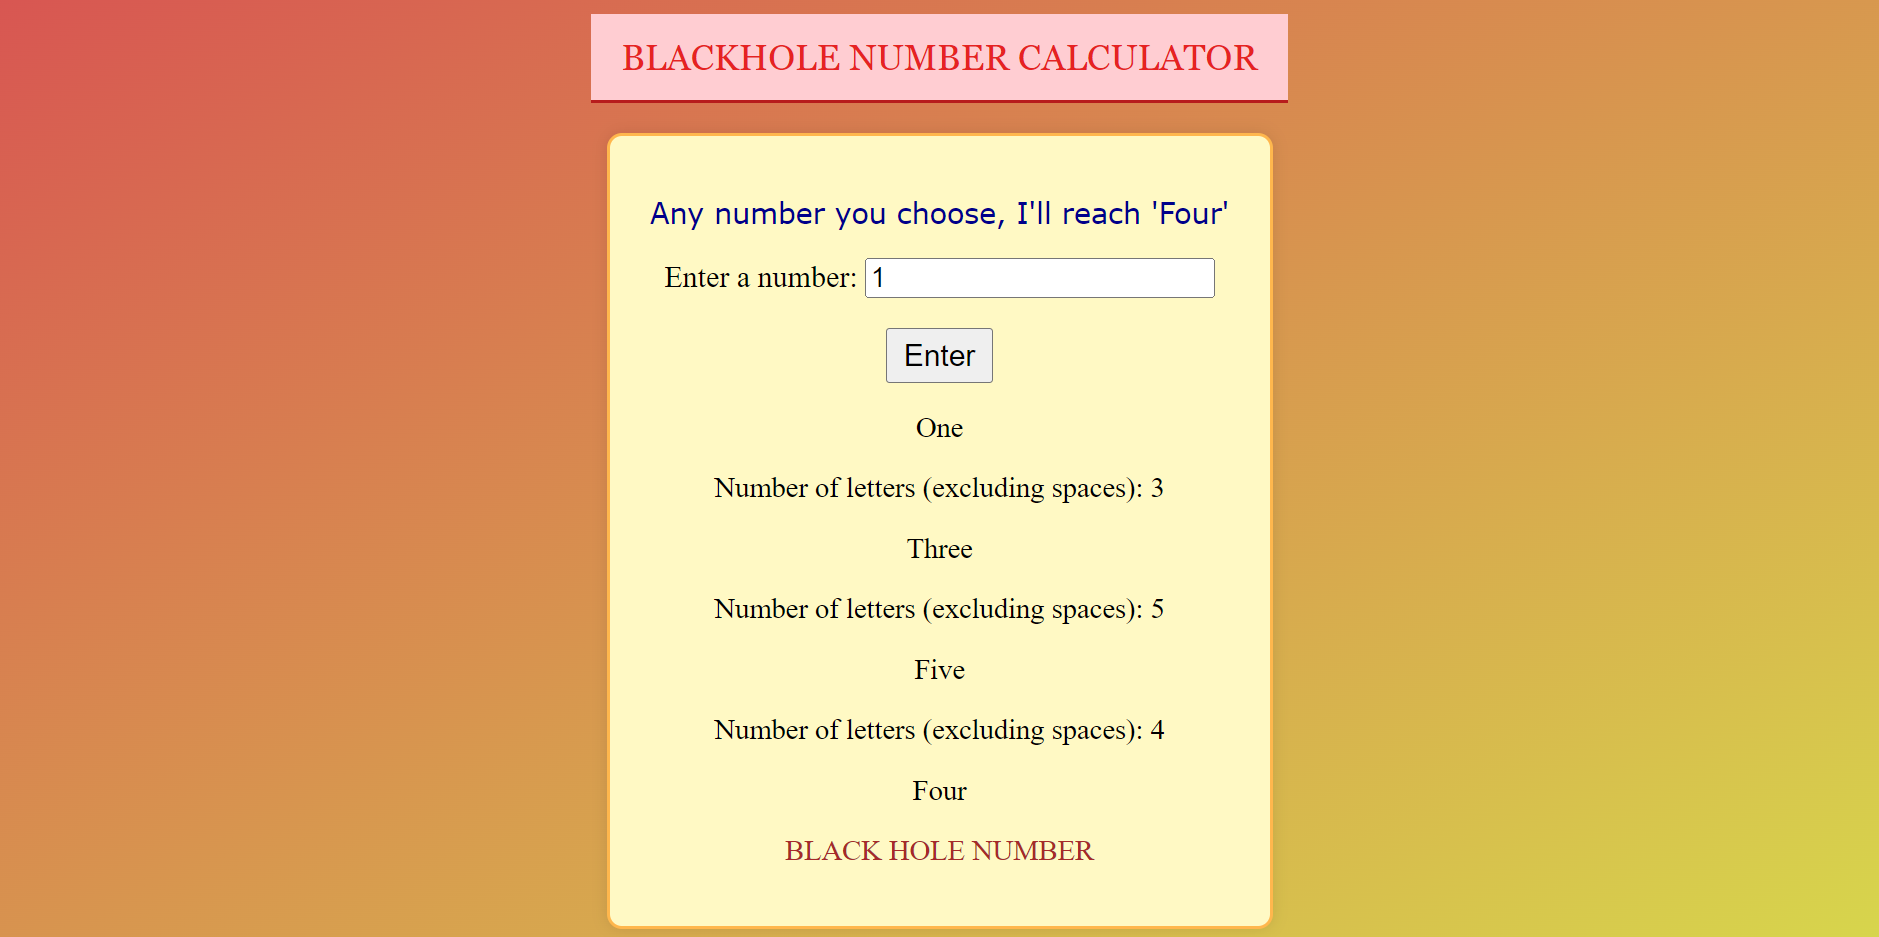 BLACKHOLE NUMBER CALCULATOR
Any number you choose, I'll reach 'Four'
Enter a number: 1
Enter
One
Number of letters (excluding spaces): 3
Three
Number of letters (excluding spaces): 5
Five
Number of letters (excluding spaces): 4
Four
BLACK HOLE NUMBER